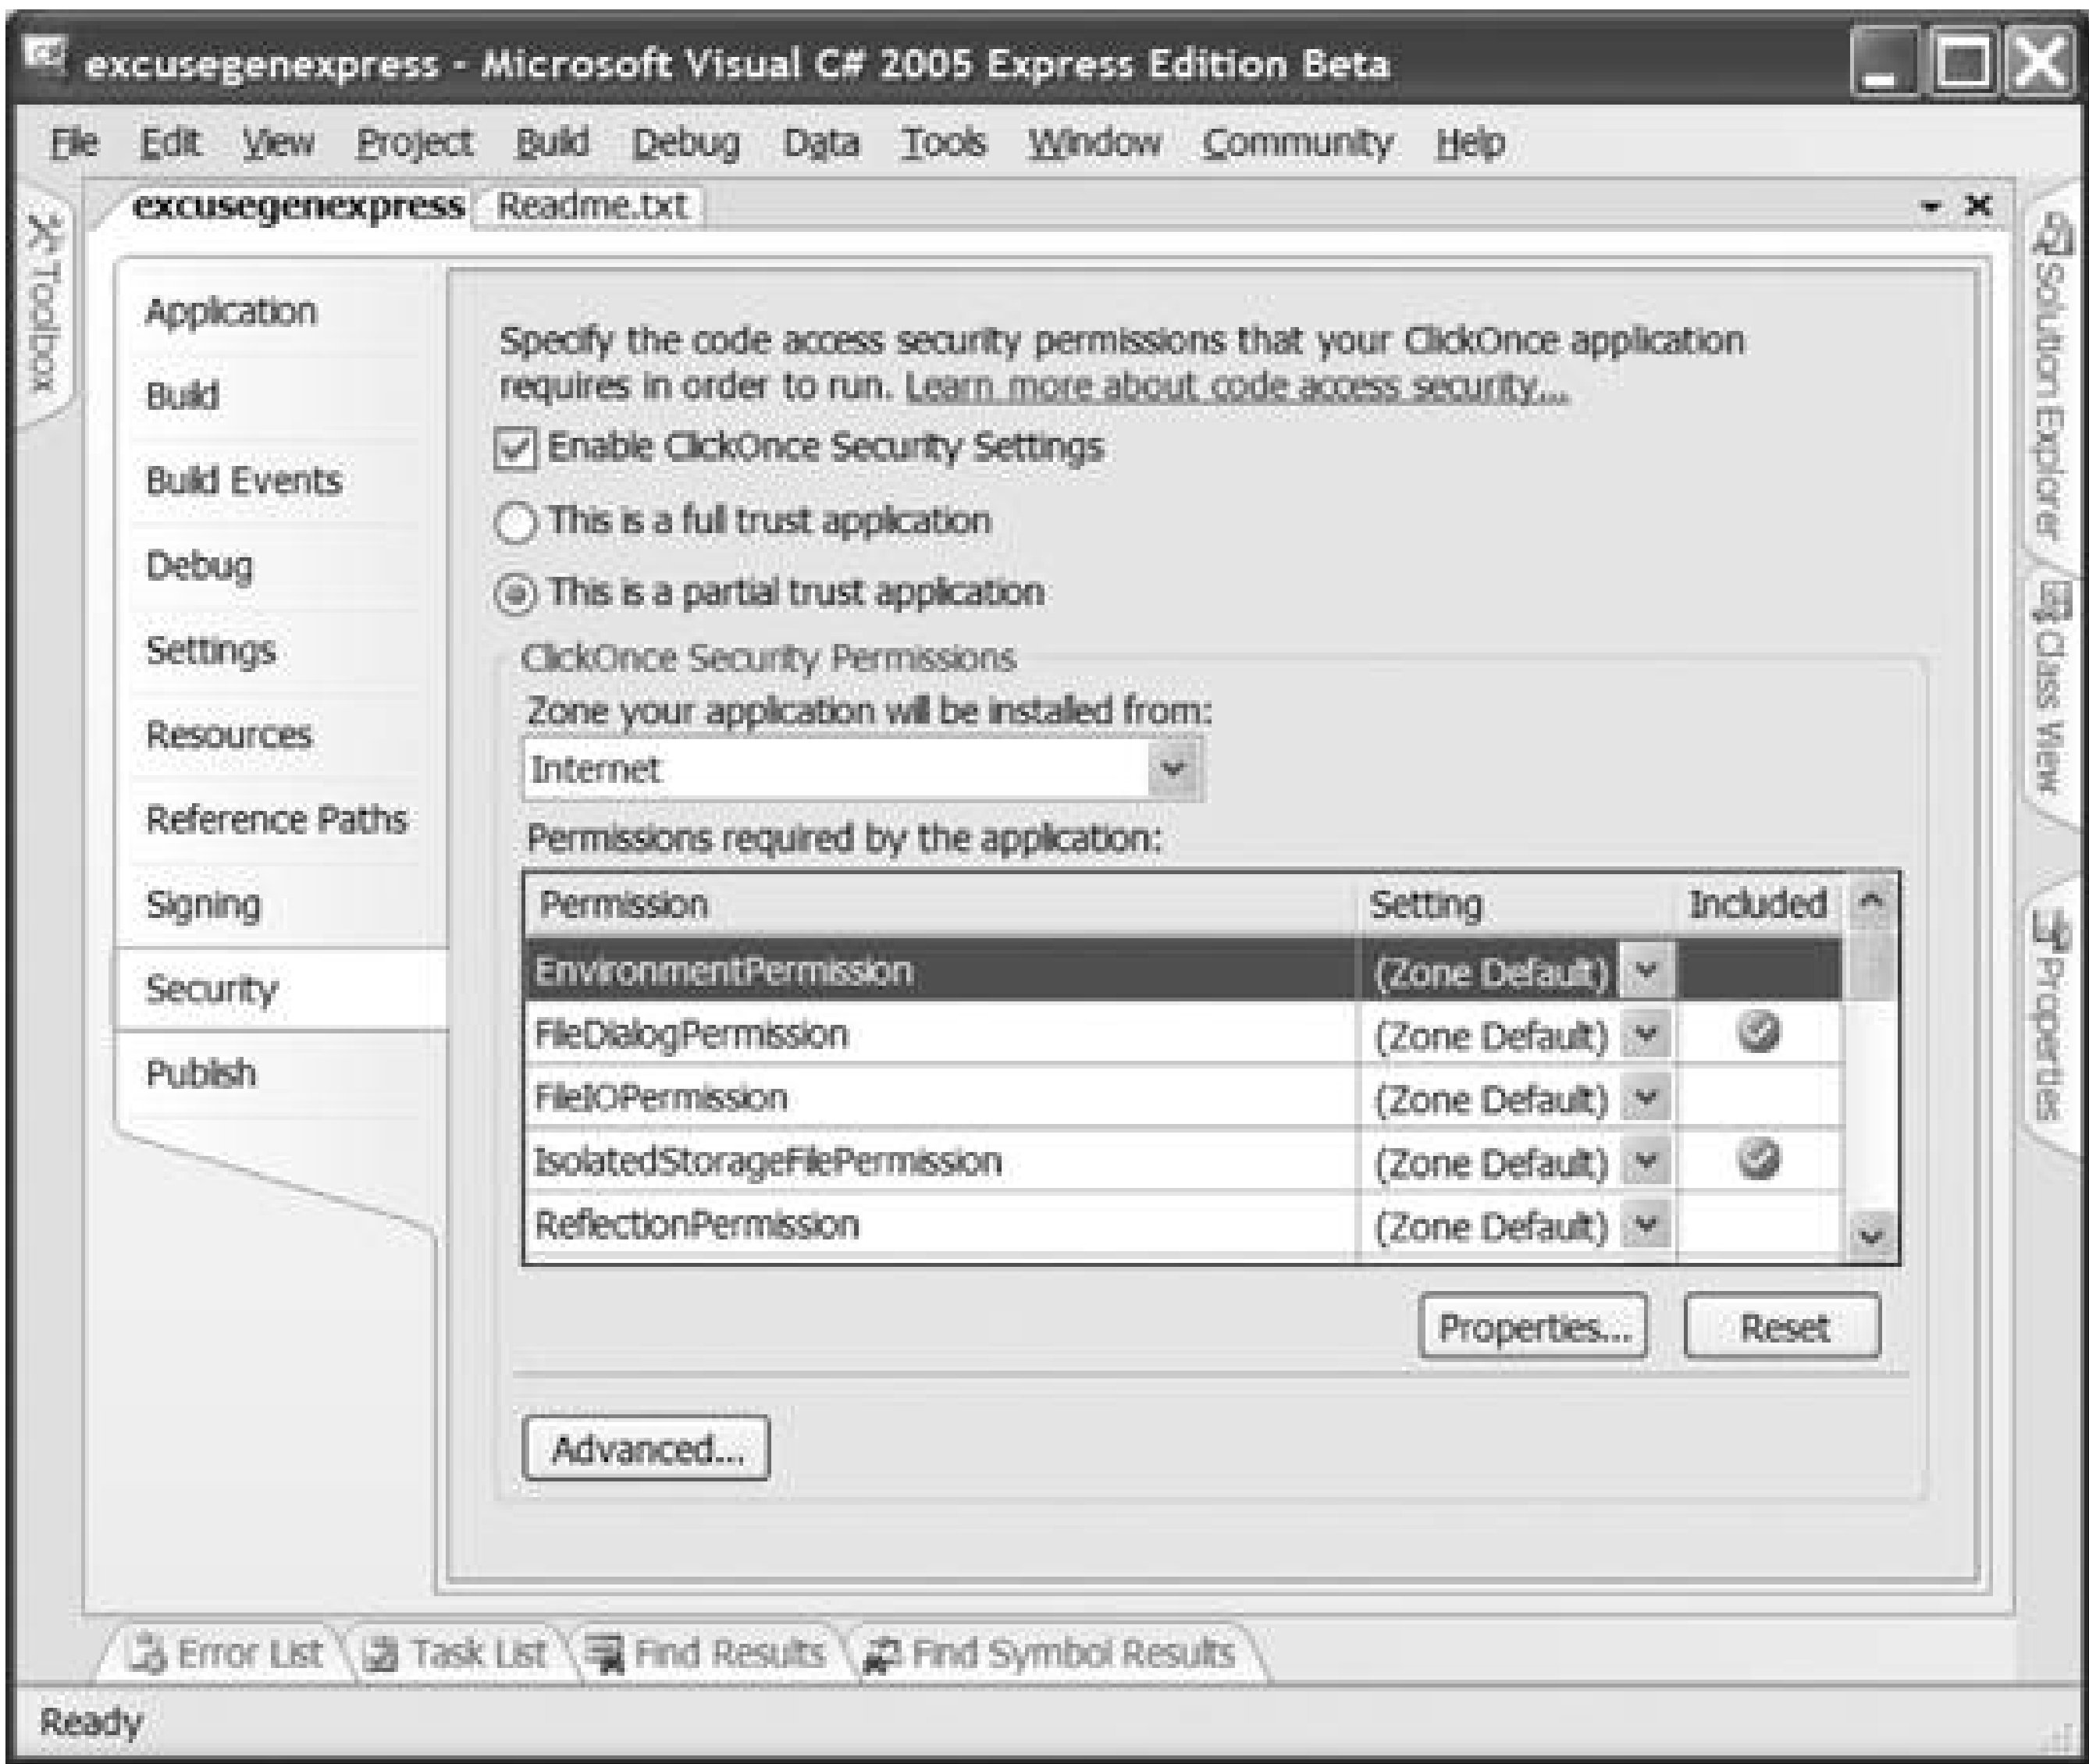 excusegenexpress - Microsoft Visual C# 2005 Express Edition Beta
File Edit View Project Build Debug Data Tools Window Community Help
Toolbox
excusegenexpress Readme.txt
Application
Build
Build Events
Debug
Settings
Resources
Reference Paths
Signing
Security
Publish
Specify the code access security permissions that your ClickOnce application
requires in order to run. Learn more about code access security...
Enable ClickOnce Security Settings
This is a full trust application
This is a partial trust application
ClickOnce Security Permissions
Zone your application will be installed from:
Internet
Permissions required by the application:
Permission Setting Included
EnvironmentPermission (Zone Default)
FileDialogPermission (Zone Default)
FileIOPermission (Zone Default)
IsolatedStorageFilePermission (Zone Default)
ReflectionPermission (Zone Default)
Properties... Reset
Advanced...
Solution Explorer
Class View
Properties
Error List Task List Find Results Find Symbol Results
Ready